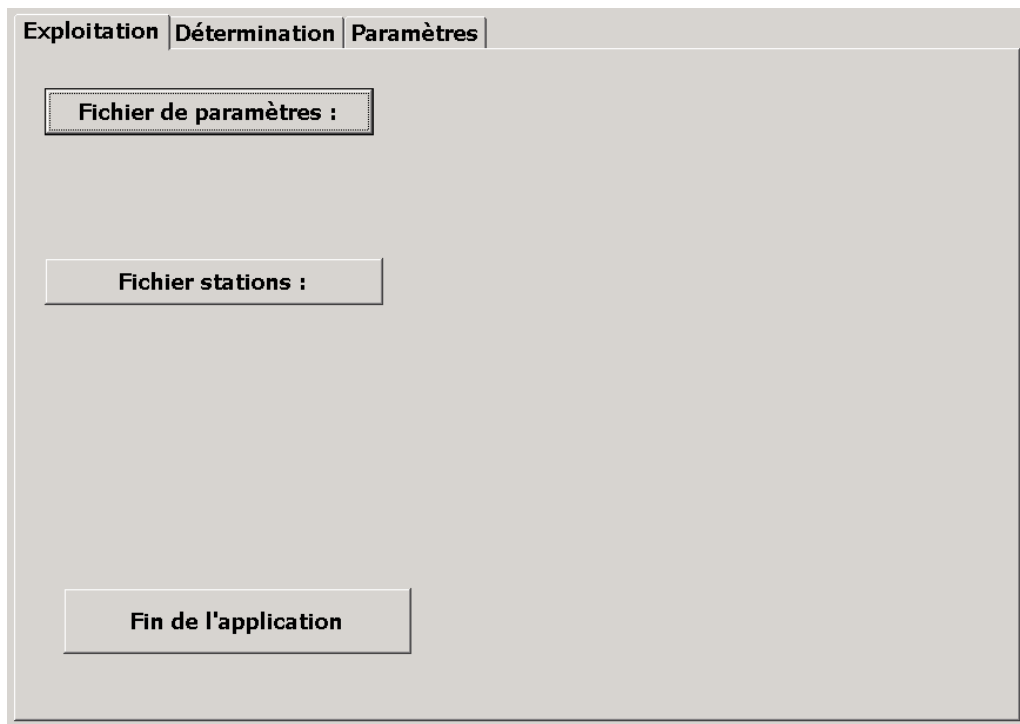 Exploitation Détermination Paramètres
Fichier de paramètres :
Fichier stations :
Fin de l'application